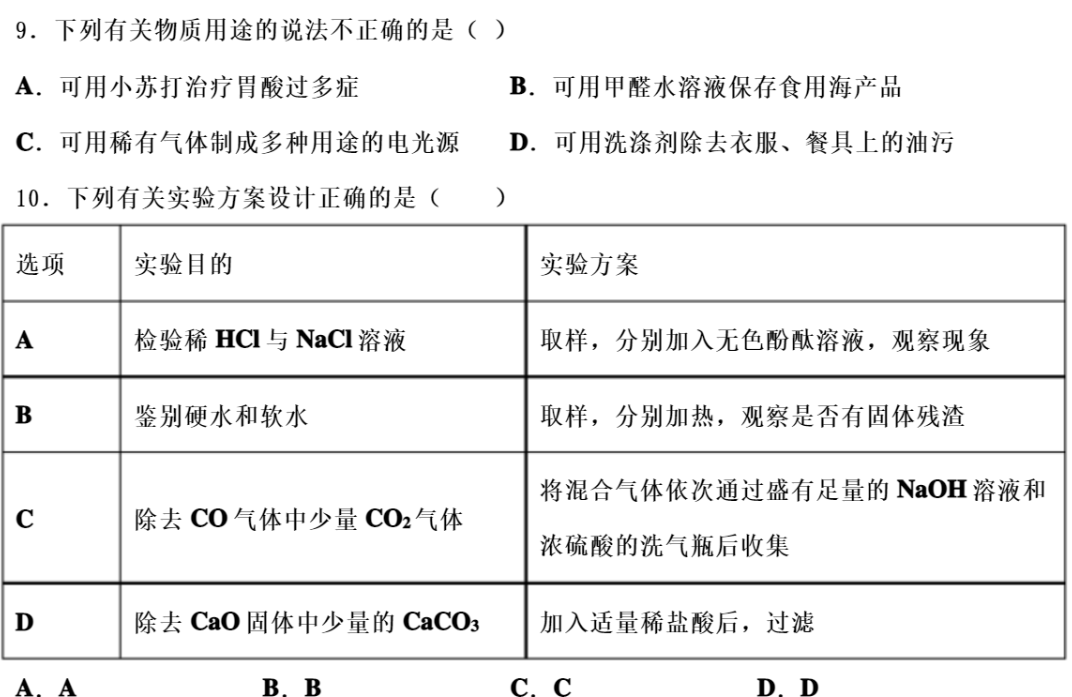 9．下列有关物质用途的说法不正确的是（ ）
A．可用小苏打治疗胃酸过多症 B．可用甲醛水溶液保存食用海产品
C．可用稀有气体制成多种用途的电光源 D．可用洗涤剂除去衣服、餐具上的油污
10．下列有关实验方案设计正确的是（ ）
选项 实验目的 实验方案
A 检验稀 HCl 与 NaCl 溶液 取样，分别加入无色酚酞溶液，观察现象
B 鉴别硬水和软水 取样，分别加热，观察是否有固体残渣
C 除去 CO 气体中少量 CO₂ 气体 将混合气体依次通过盛有足量的 NaOH 溶液和
浓硫酸的洗气瓶后收集
D 除去 CaO 固体中少量的 CaCO₃ 加入适量稀盐酸后，过滤
A．A B．B C．C D．D